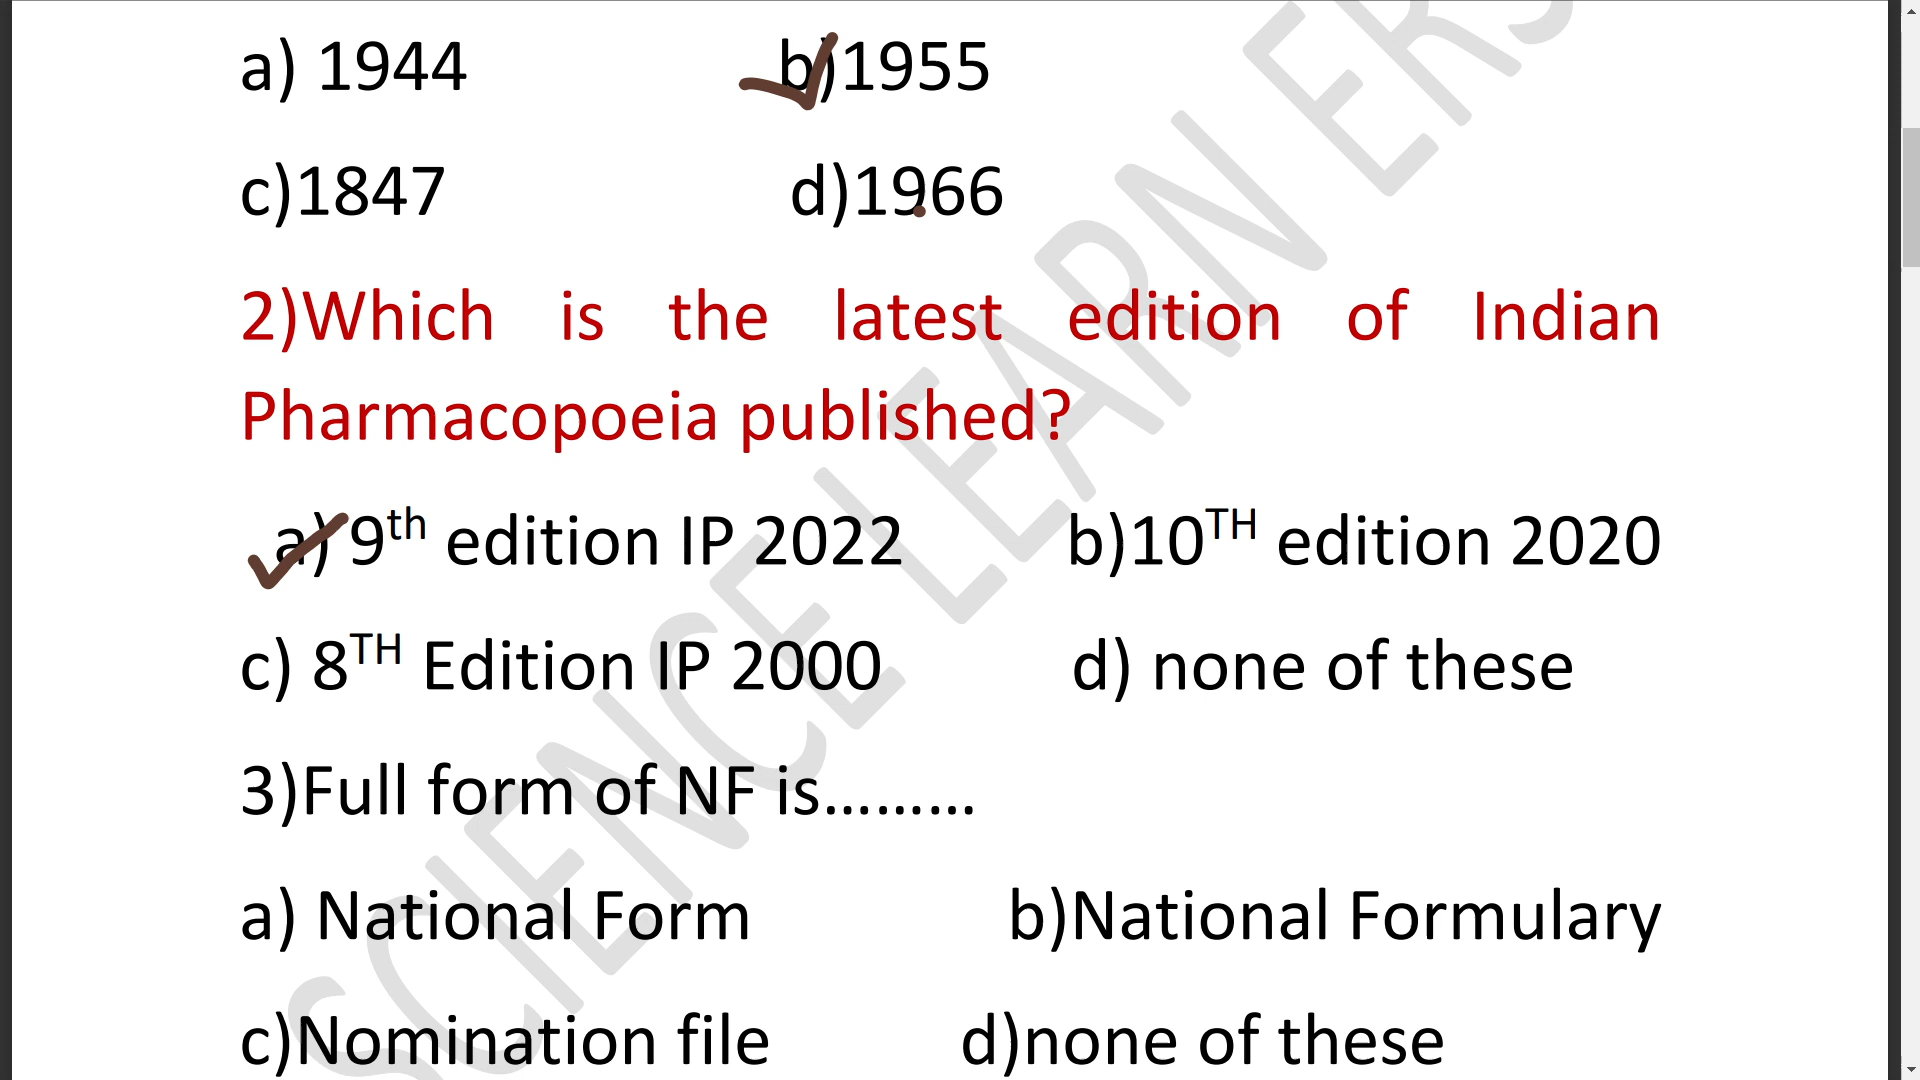 a) 1944 b)1955
c)1847 d)1966
2)Which is the latest edition of Indian
Pharmacopoeia published?
a) 9th edition IP 2022 b)10TH edition 2020
c) 8TH Edition IP 2000 d) none of these
3)Full form of NF is.........
a) National Form b)National Formulary
c)Nomination file d)none of these
SCIENCE LEARN ERS